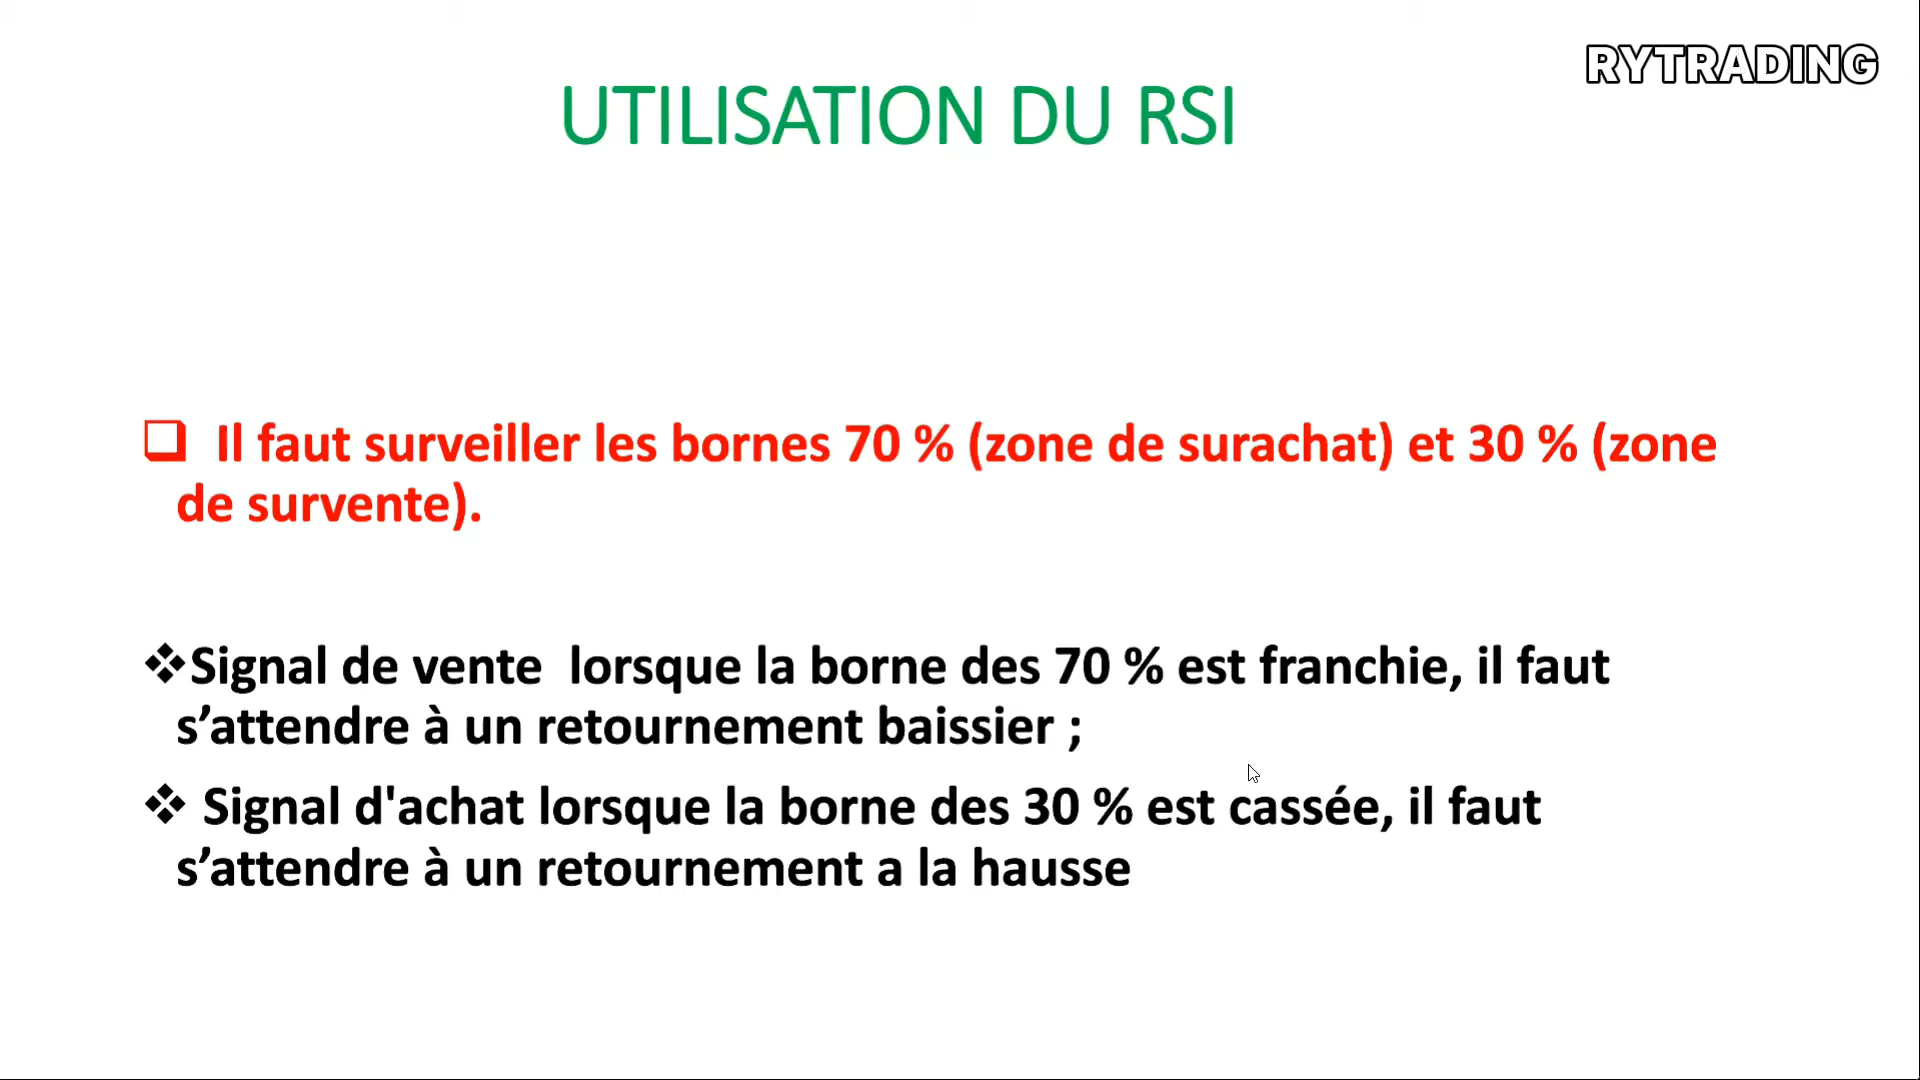 RYTRADING
UTILISATION DU RSI
❑ Il faut surveiller les bornes 70 % (zone de surachat) et 30 % (zone
de survente).
❖Signal de vente lorsque la borne des 70 % est franchie, il faut
s’attendre à un retournement baissier ;
❖ Signal d'achat lorsque la borne des 30 % est cassée, il faut
s’attendre à un retournement a la hausse